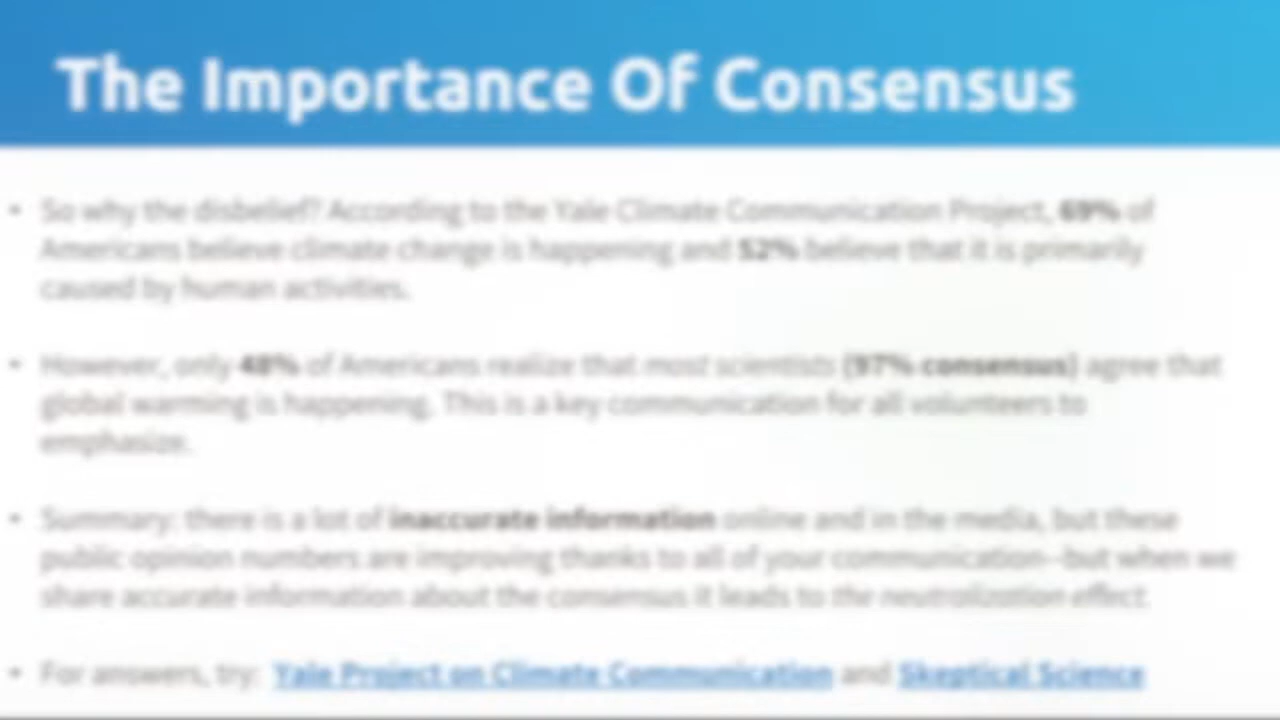 The Importance Of Consensus
• So why the disbelief? According to the Yale Climate Communication Project, 69% of
Americans believe climate change is happening and 52% believe that it is primarily
caused by human activities.
• However, only 48% of Americans realize that most scientists (97% consensus) agree that
global warming is happening. This is a key communication for all volunteers to
emphasize.
• Summary: there is a lot of inaccurate information online and in the media, but these
public opinion numbers are improving thanks to all of your communication--but when we
share accurate information about the consensus it leads to the neutralization effect.
• For answers, try: Yale Project on Climate Communication and Skeptical Science